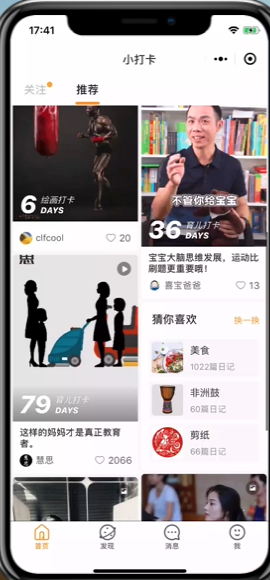 17:41
小打卡
关注
推荐
6 绘画打卡
DAYS
clfcool
20
不管你给宝宝
36 育儿打卡
DAYS
宝宝大脑思维发展，运动比
刷题更重要哦！
喜宝爸爸
13
79 育儿打卡
DAYS
这样的妈妈才是真正教育
者。
慧思
2066
猜你喜欢
换一换
美食
1022篇日记
非洲鼓
60篇日记
剪纸
66篇日记
首页
发现
消息
我